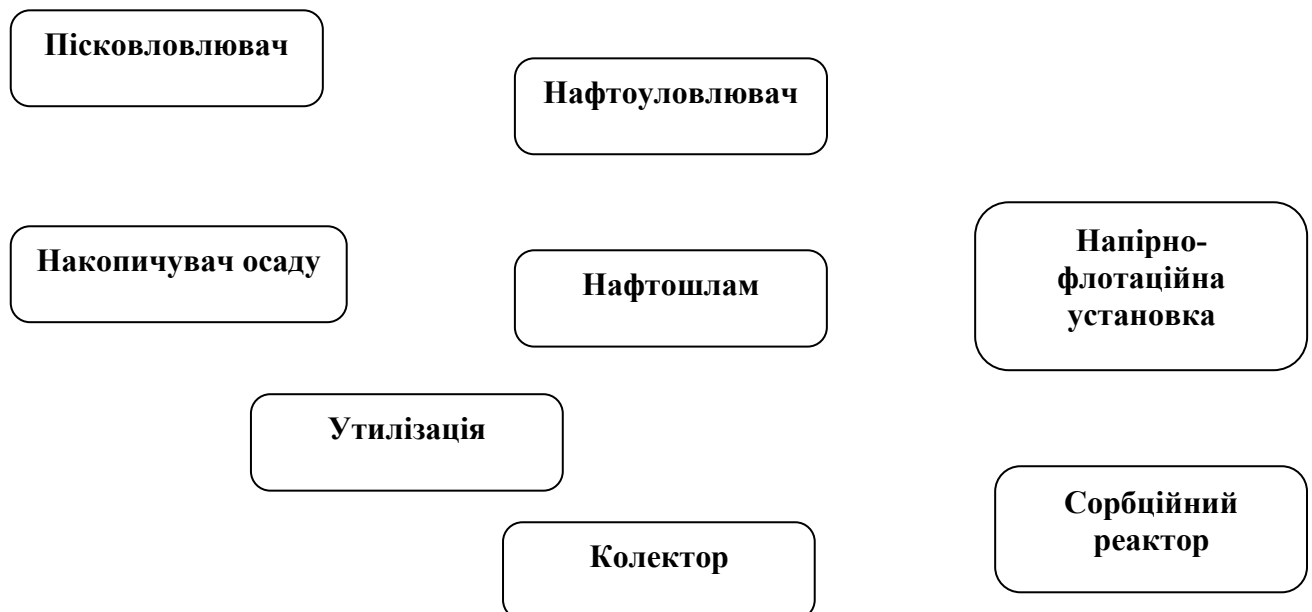 Пісковловлювач
Нафтоуловлювач
Накопичувач осаду
Нафтошлам
Напірно-
флотаційна
установка
Утилізація
Колектор
Сорбційний
реактор